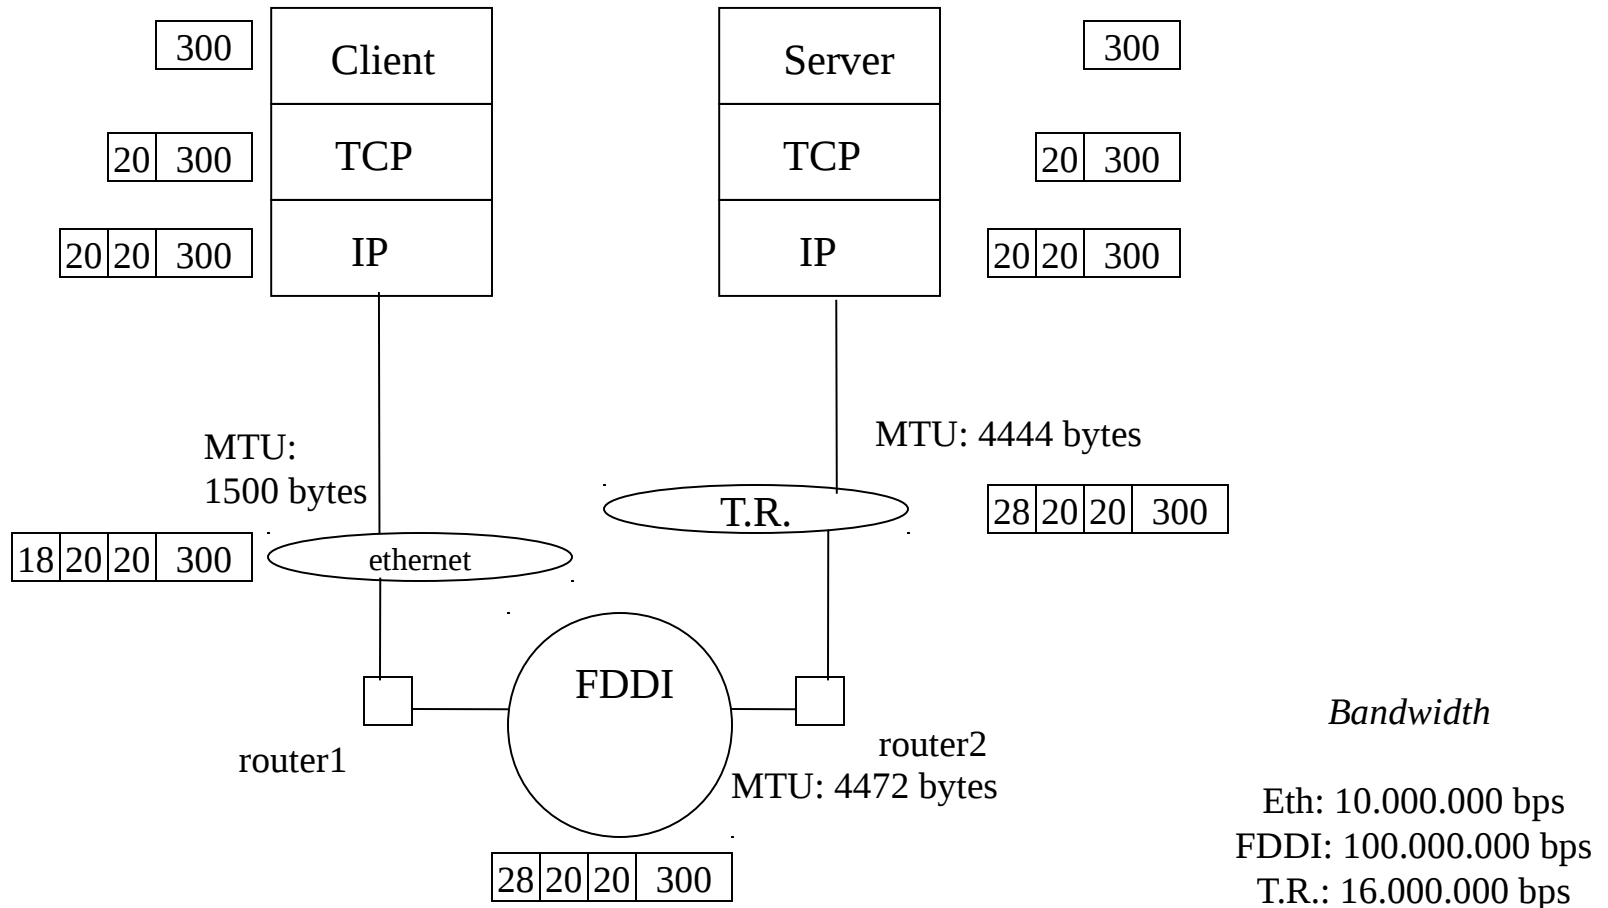 300
Client
Server
300
20 300
TCP
TCP
20 300
20 20 300
IP
IP
20 20 300
MTU:
1500 bytes
MTU: 4444 bytes
T.R.
28 20 20 300
18 20 20 300
ethernet
FDDI
router1
router2
MTU: 4472 bytes
28 20 20 300
Bandwidth
Eth: 10.000.000 bps
FDDI: 100.000.000 bps
T.R.: 16.000.000 bps